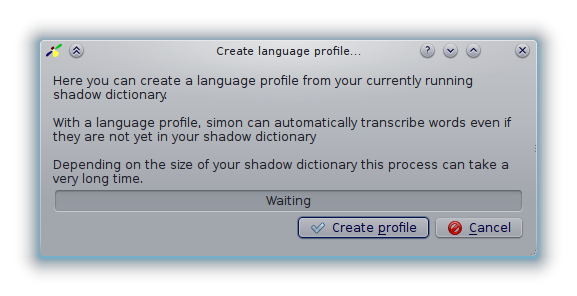 Create language profile...
Here you can create a language profile from your currently running
shadow dictionary.
With a language profile, simon can automatically transcribe words even if
they are not yet in your shadow dictionary
Depending on the size of your shadow dictionary this process can take a
very long time.
Waiting
Create profile
Cancel